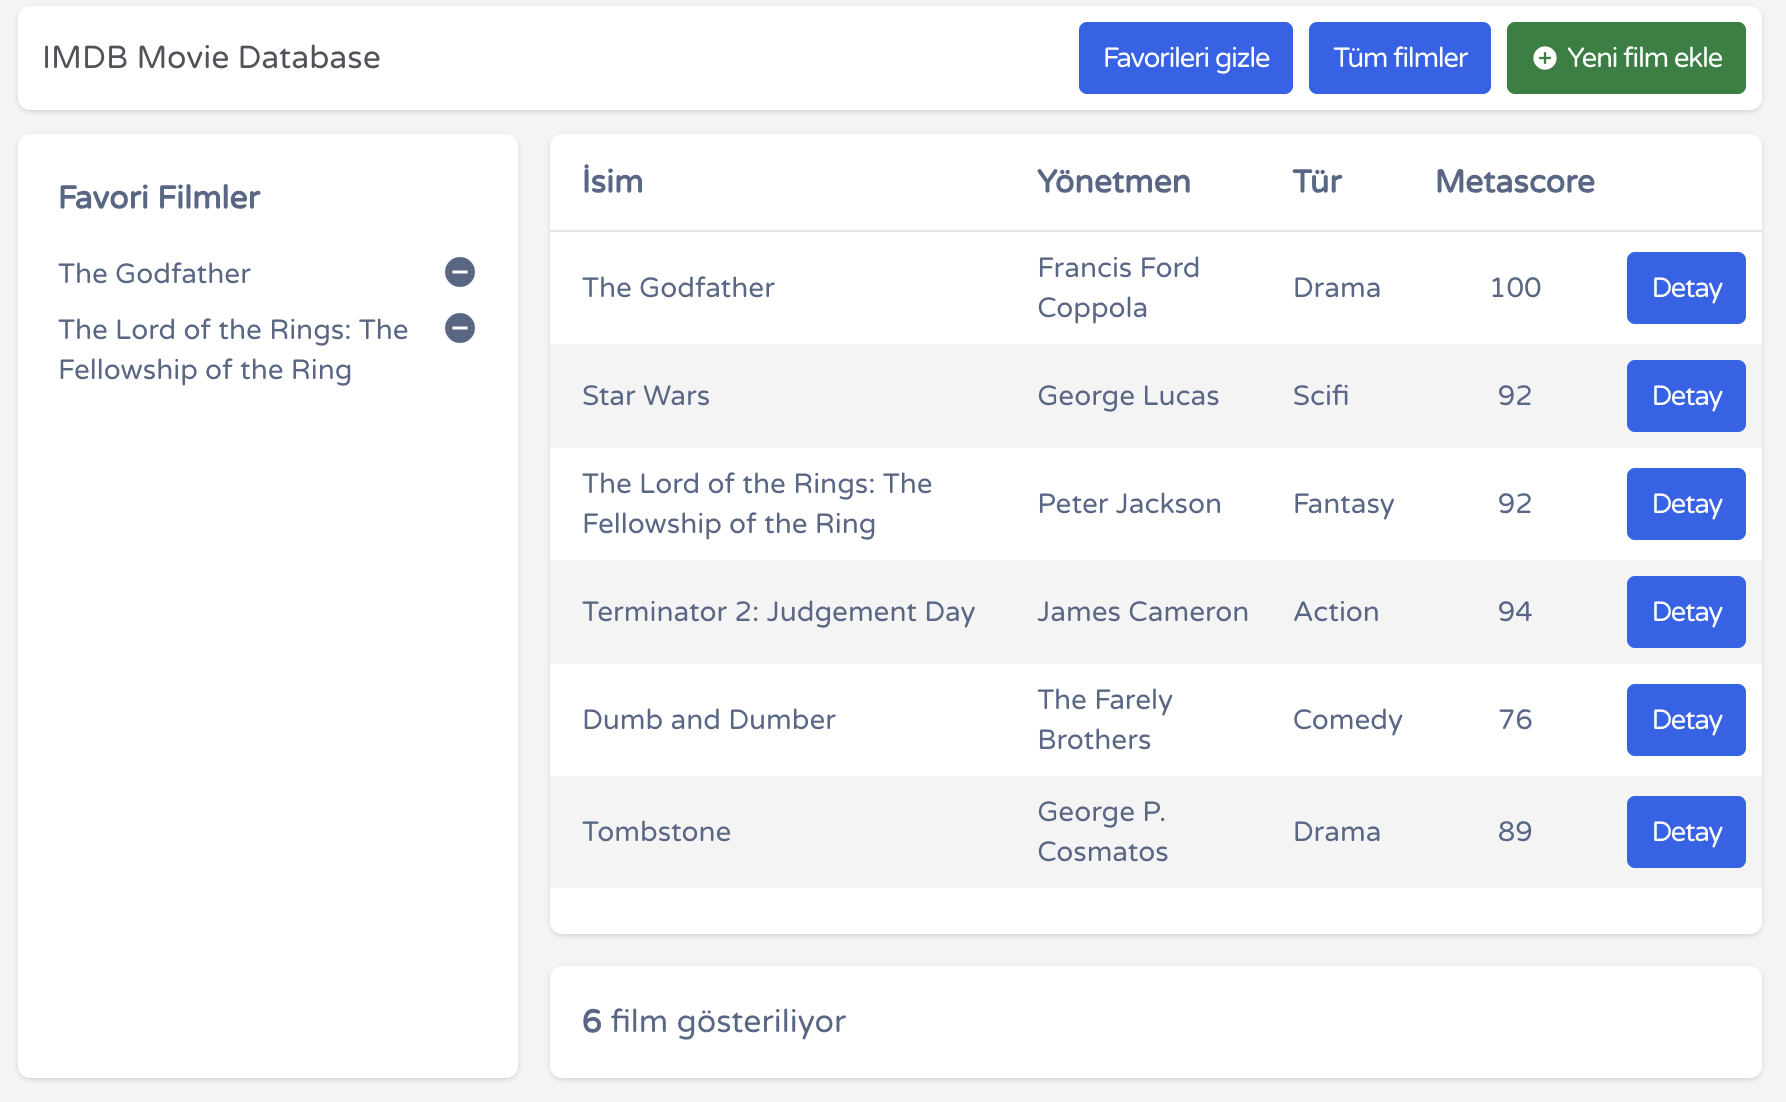 IMDB Movie Database
Favorileri gizle
Tüm filmler
Yeni film ekle
Favori Filmler
The Godfather
The Lord of the Rings: The
Fellowship of the Ring
İsim Yönetmen Tür Metascore
The Godfather Francis Ford
Coppola Drama 100 Detay
Star Wars George Lucas Scifi 92 Detay
The Lord of the Rings: The
Fellowship of the Ring Peter Jackson Fantasy 92 Detay
Terminator 2: Judgement Day James Cameron Action 94 Detay
Dumb and Dumber The Farely
Brothers Comedy 76 Detay
Tombstone George P.
Cosmatos Drama 89 Detay
6 film gösteriliyor